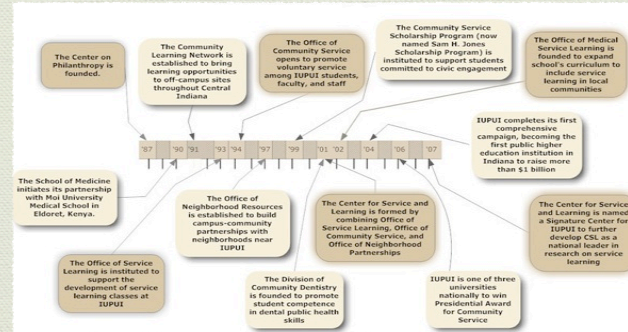 The Center on
Philanthropy is
founded.
The Community
Learning Network is
established to bring
learning opportunities
to off-campus sites
throughout Central
Indiana
The Office of
Community Service
opens to promote
voluntary service
among IUPUI students,
faculty, and staff
The Community Service
Scholarship Program (now
named Sam H. Jones
Scholarship Program) is
instituted to support students
committed to civic engagement
The Office of Medical
Service Learning is
founded to expand
school's curriculum to
include service
learning in local
communities
IUPUI completes its first
comprehensive
campaign, becoming the
first public higher
education institution in
Indiana to raise more
than $1 billion
'87 '90 '91 '93 '94 '97 '99 '01 '02 '04 '06 '07
The School of Medicine
initiates its partnership
with Moi University
Medical School in
Eldoret, Kenya.
The Office of Service
Learning is instituted to
support the
development of service
learning classes at
IUPUI
The Office of
Neighborhood Resources
is established to build
campus-community
partnerships with
neighborhoods near
IUPUI
The Division of
Community Dentistry
is founded to promote
student competence
in dental public health
skills
The Center for Service
and Learning is formed by
combining Office of
Service Learning, Office of
Community Service, and
Office of Neighborhood
Partnerships
IUPUI is one of three
universities
nationally to win
Presidential Award
for Community
Service
The Center for Service
and Learning is named
a Signature Center for
IUPUI to further
develop CSL as a
national leader in
research on service
learning